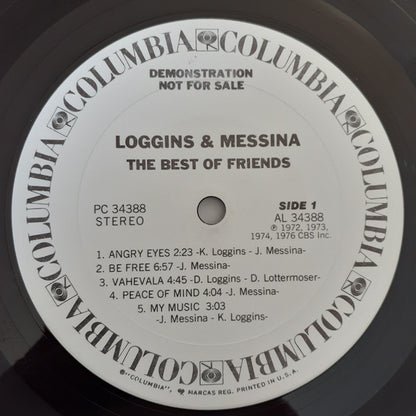 COLUMBIA COLUMBIA COLUMBIA COLUMBIA COLUMBIA COLUMBIA
DEMONSTRATION
NOT FOR SALE
LOGGINS & MESSINA
THE BEST OF FRIENDS
PC 34388
STEREO
SIDE 1
AL 34388
℗ 1972, 1973,
1974, 1976 CBS Inc.
1. ANGRY EYES 2:23 -K. Loggins - J. Messina-
2. BE FREE 6:57 -J. Messina-
3. VAHEVALA 4:45 -D. Loggins - D. Lottermoser-
4. PEACE OF MIND 4:04 -J. Messina-
5. MY MUSIC 3:03
-J. Messina - K. Loggins-
®"COLUMBIA", MARCAS REG. PRINTED IN U.S.A.